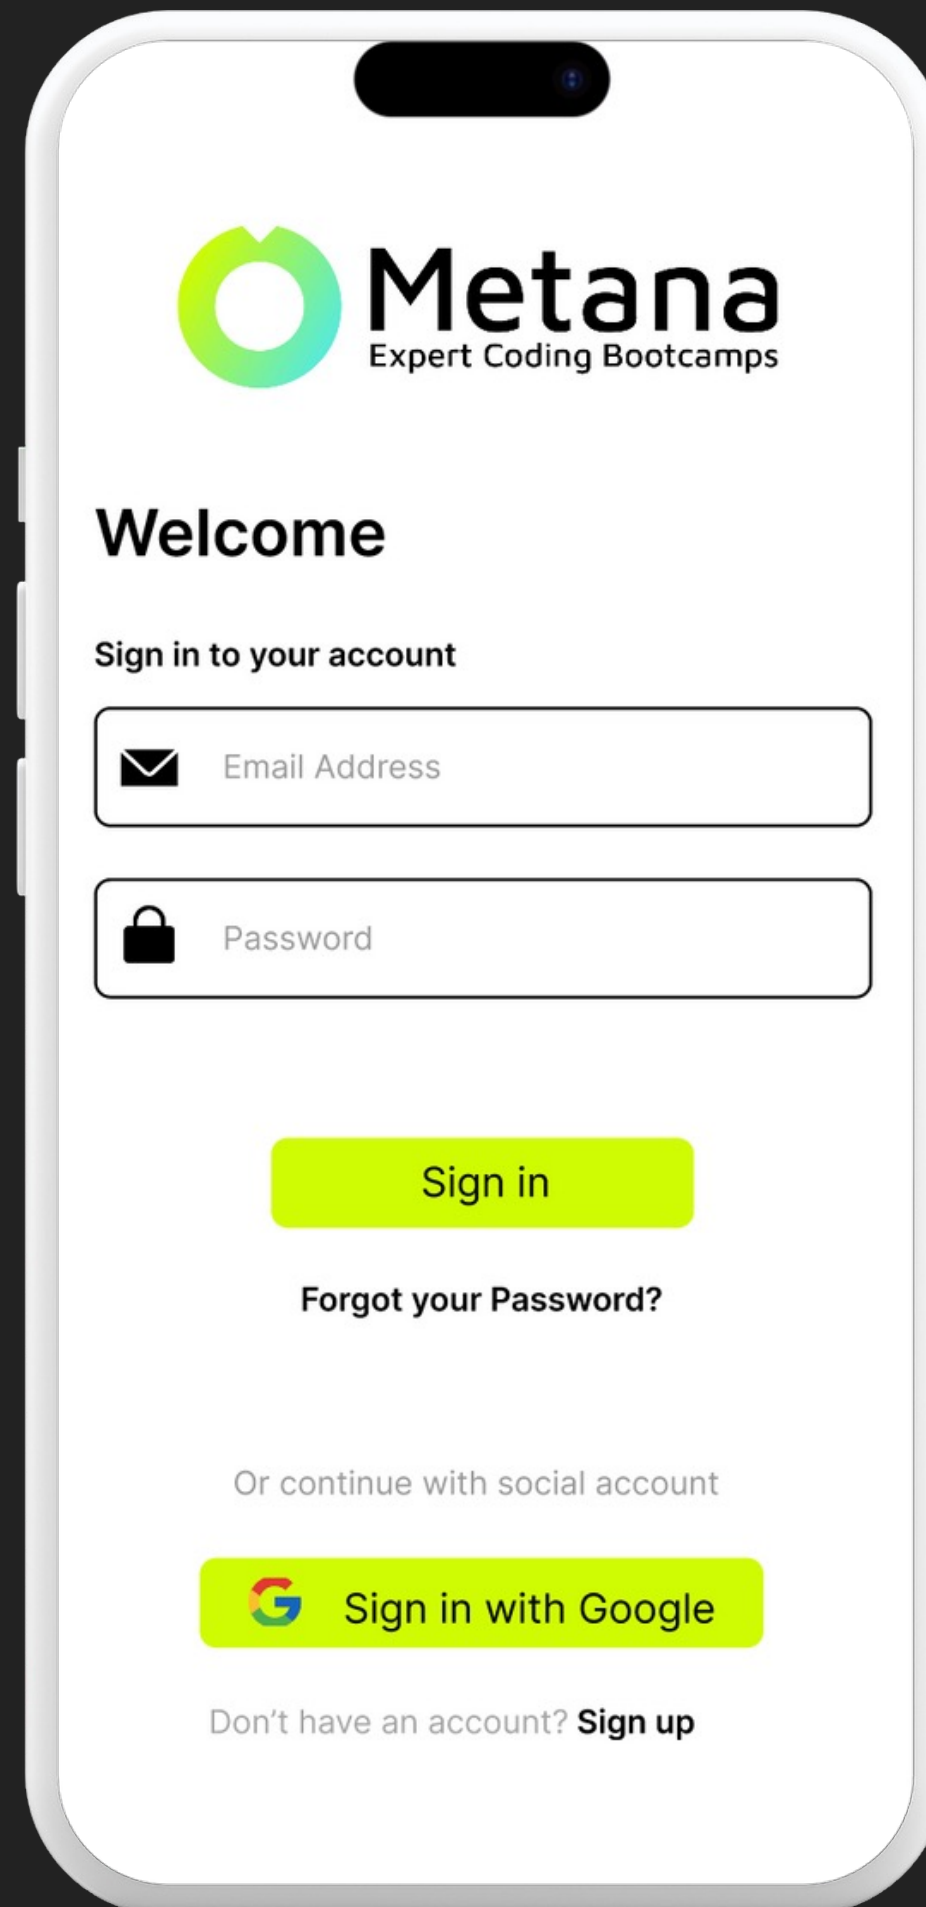 Metana
Expert Coding Bootcamps
Welcome
Sign in to your account
Email Address
Password
Sign in
Forgot your Password?
Or continue with social account
Sign in with Google
Don’t have an account? Sign up